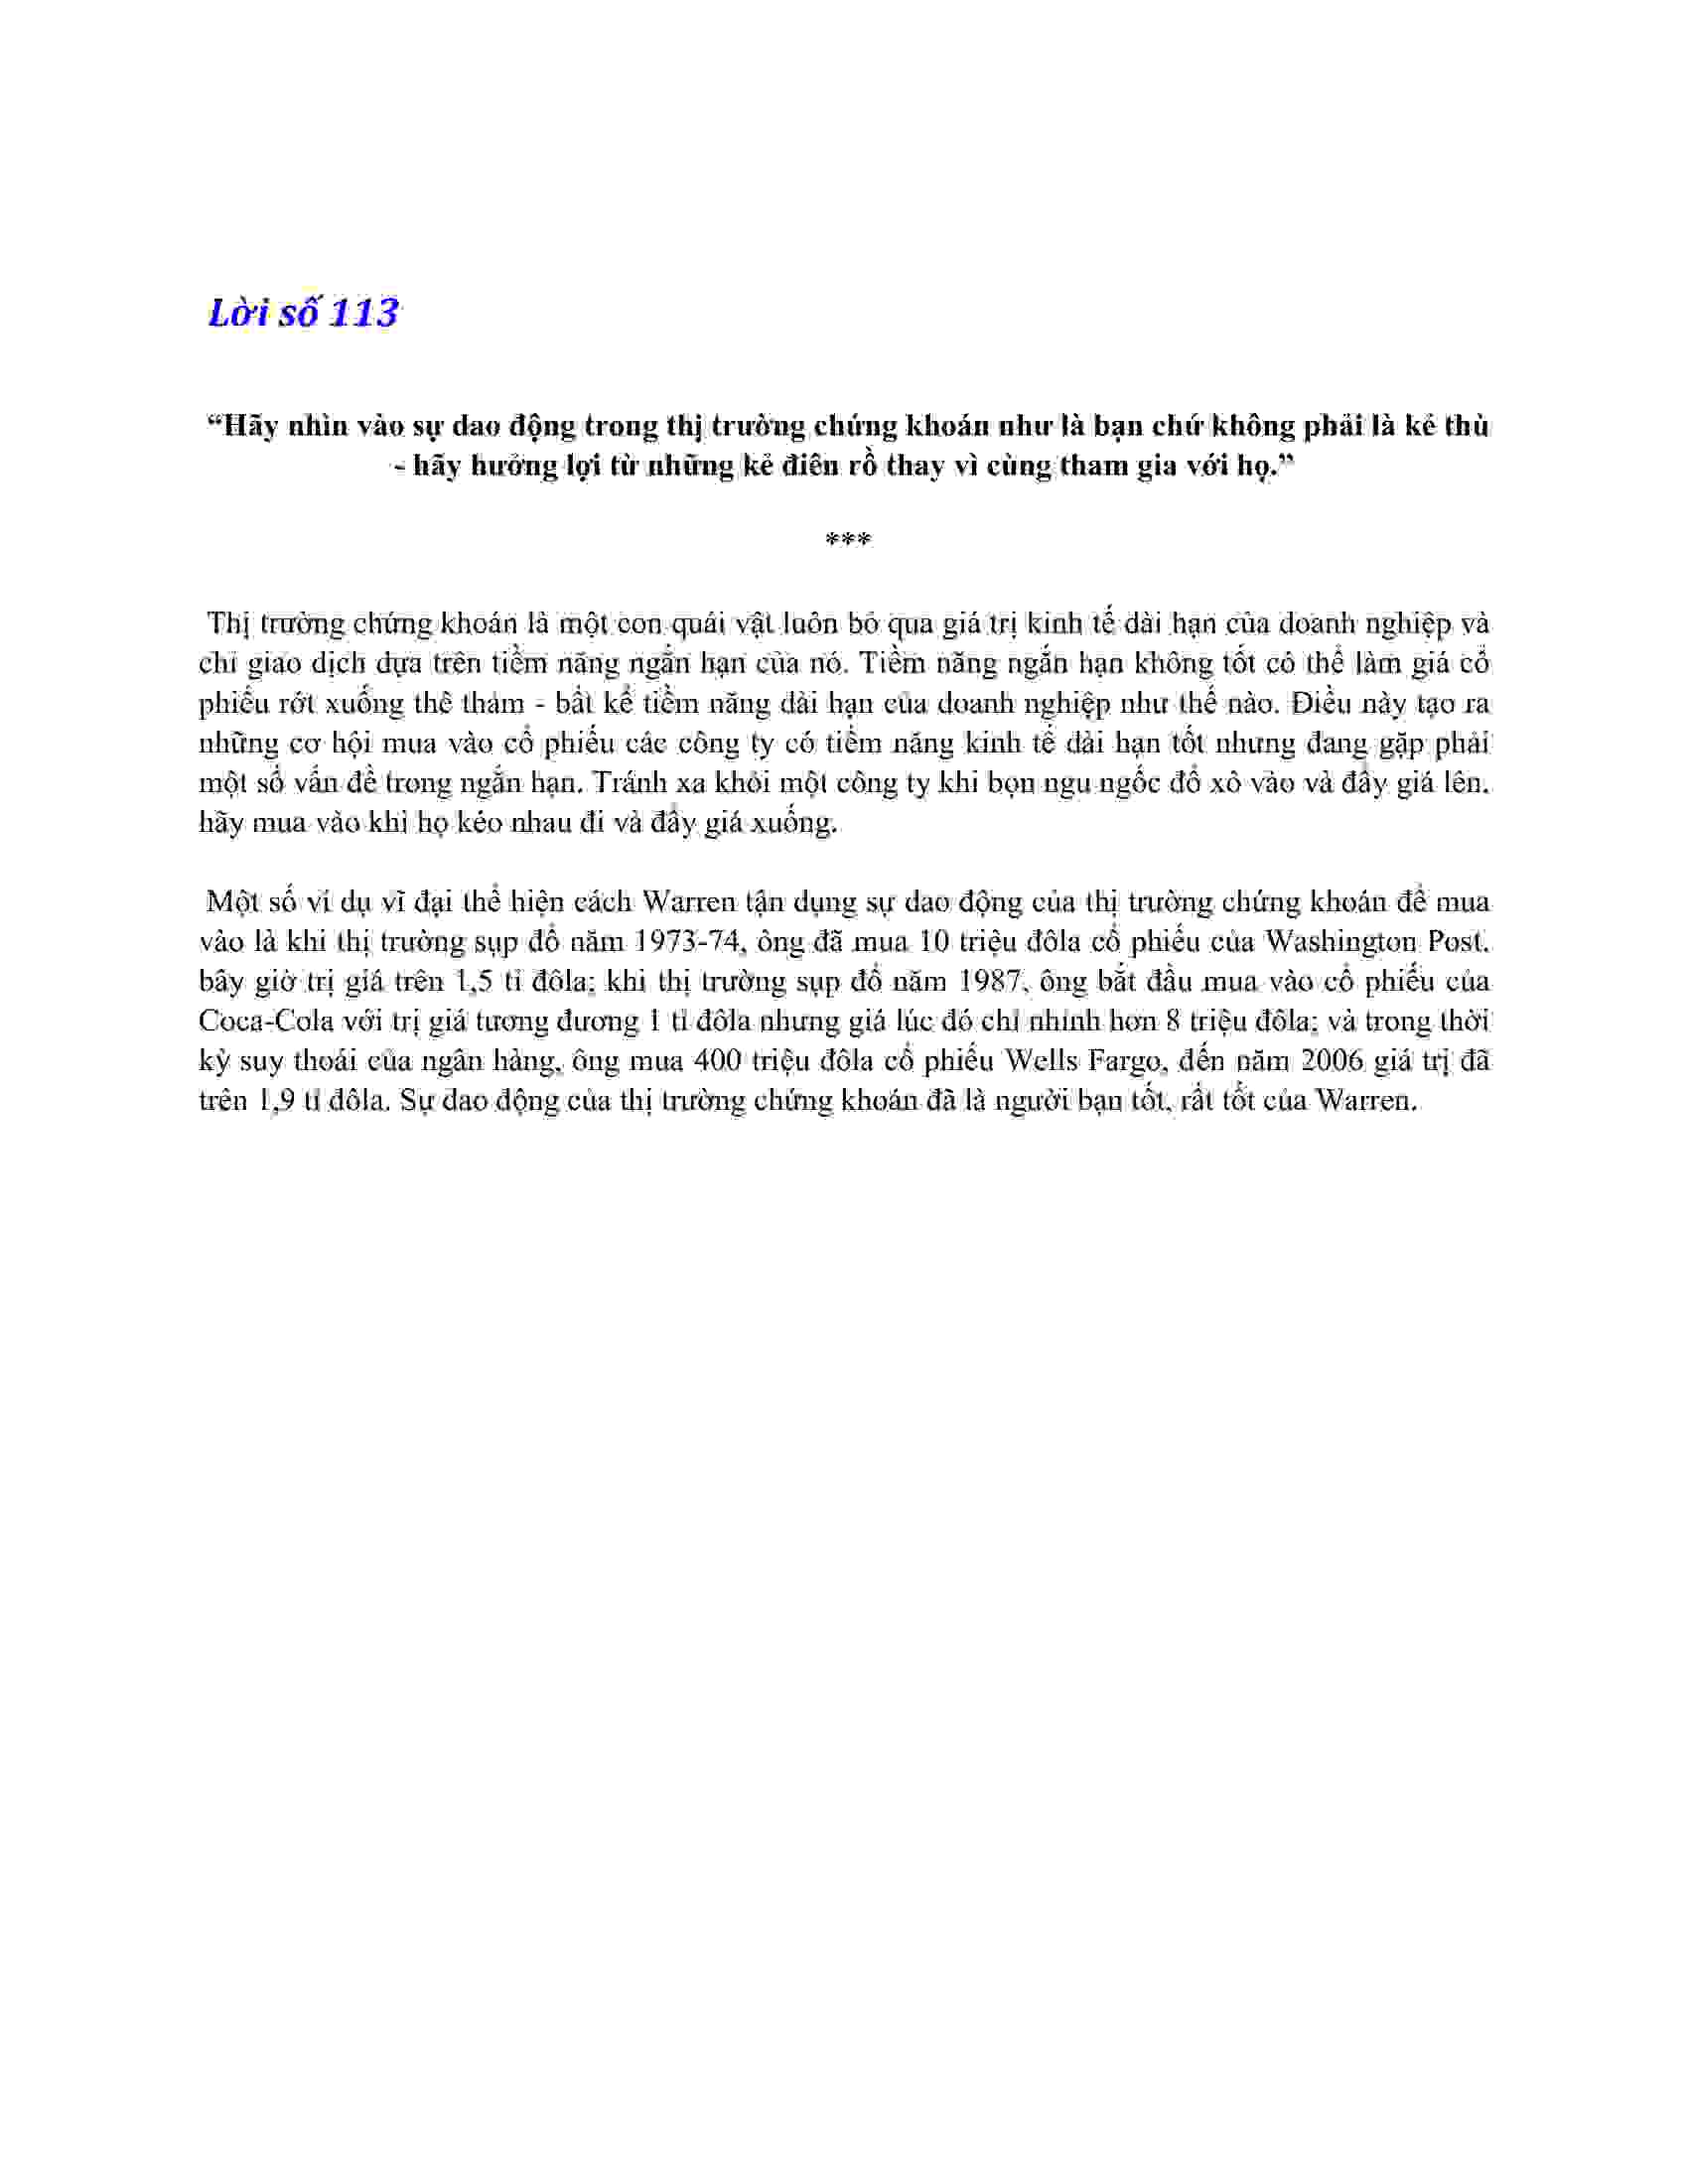 Lời số 113
“Hãy nhìn vào sự dao động trong thị trường chứng khoán như là bạn chứ không phải là kẻ thù
- hãy hưởng lợi từ những kẻ điên rồ thay vì cùng tham gia với họ.”
***
Thị trường chứng khoán là một con quái vật luôn bỏ qua giá trị kinh tế dài hạn của doanh nghiệp và
chỉ giao dịch dựa trên tiềm năng ngắn hạn của nó. Tiềm năng ngắn hạn không tốt có thể làm giá cổ
phiếu rớt xuống thê thảm - bất kể tiềm năng dài hạn của doanh nghiệp như thế nào. Điều này tạo ra
những cơ hội mua vào cổ phiếu các công ty có tiềm năng kinh tế dài hạn tốt nhưng đang gặp phải
một số vấn đề trong ngắn hạn. Tránh xa khỏi một công ty khi bọn ngu ngốc đổ xô vào và đẩy giá lên,
hãy mua vào khi họ kéo nhau đi và đẩy giá xuống.
Một số ví dụ vĩ đại thể hiện cách Warren tận dụng sự dao động của thị trường chứng khoán để mua
vào là khi thị trường sụp đổ năm 1973-74, ông đã mua 10 triệu đôla cổ phiếu của Washington Post,
bây giờ trị giá trên 1,5 tỉ đôla; khi thị trường sụp đổ năm 1987, ông bắt đầu mua vào cổ phiếu của
Coca-Cola với trị giá tương đương 1 tỉ đôla nhưng giá lúc đó chỉ nhỉnh hơn 8 triệu đôla; và trong thời
kỳ suy thoái của ngân hàng, ông mua 400 triệu đôla cổ phiếu Wells Fargo, đến năm 2006 giá trị đã
trên 1,9 tỉ đôla. Sự dao động của thị trường chứng khoán đã là người bạn tốt, rất tốt của Warren.